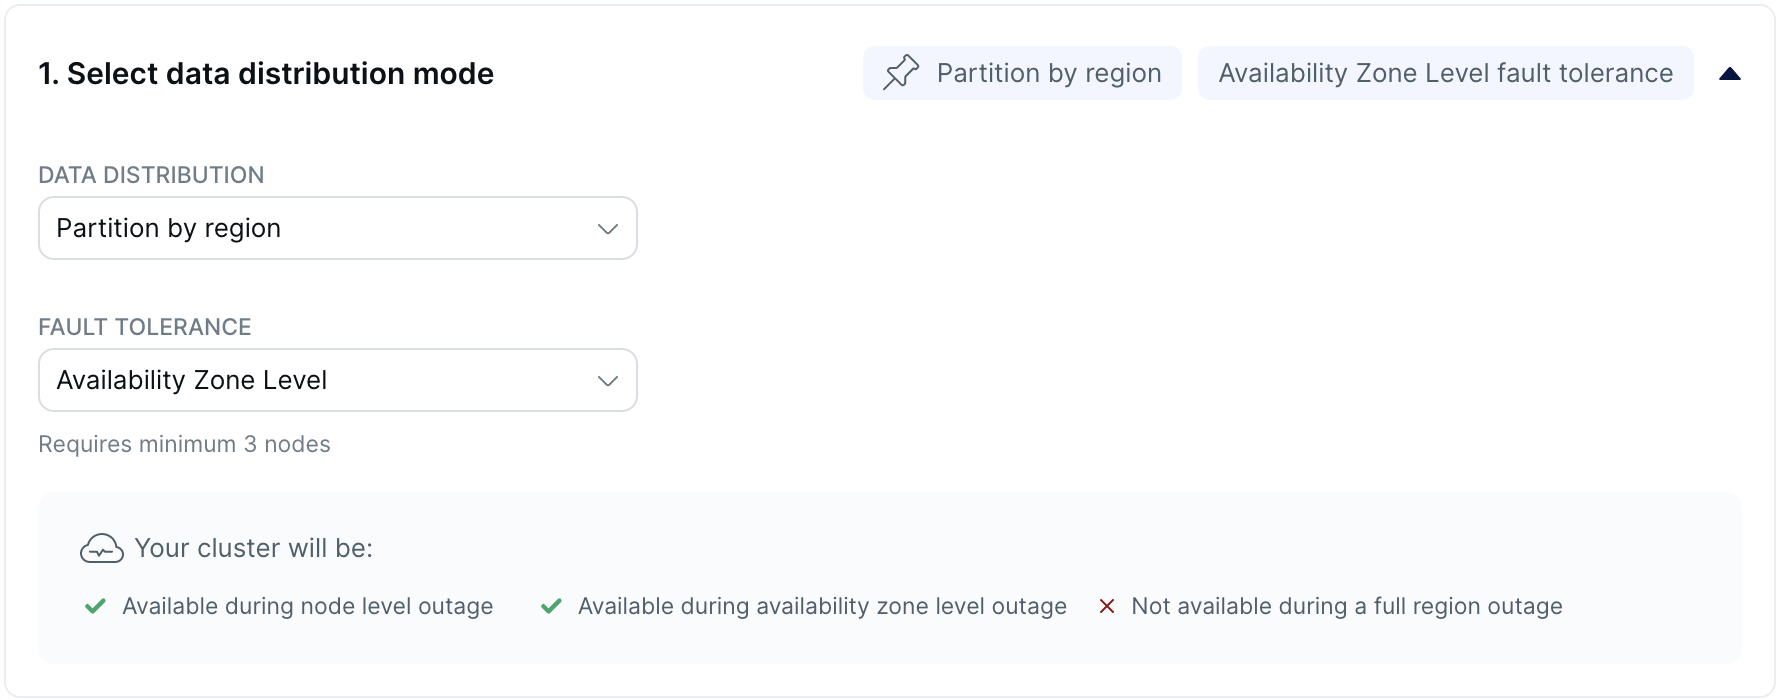 1. Select data distribution mode
Partition by region
Availability Zone Level fault tolerance
DATA DISTRIBUTION
Partition by region
FAULT TOLERANCE
Availability Zone Level
Requires minimum 3 nodes
Your cluster will be:
Available during node level outage
Available during availability zone level outage
Not available during a full region outage